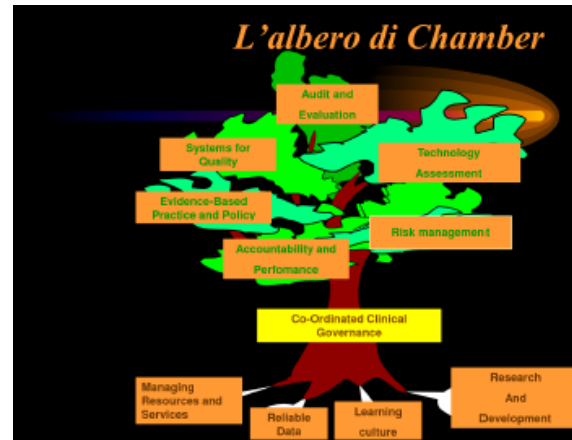 L'albero di Chamber
Audit and
Evaluation
Systems for
Quality
Technology
Assessment
Evidence-Based
Practice and Policy
Risk management
Accountability and
Perfomance
Co-Ordinated Clinical
Governance
Managing
Resources and
Services
Reliable
Data
Learning
culture
Research
And
Development